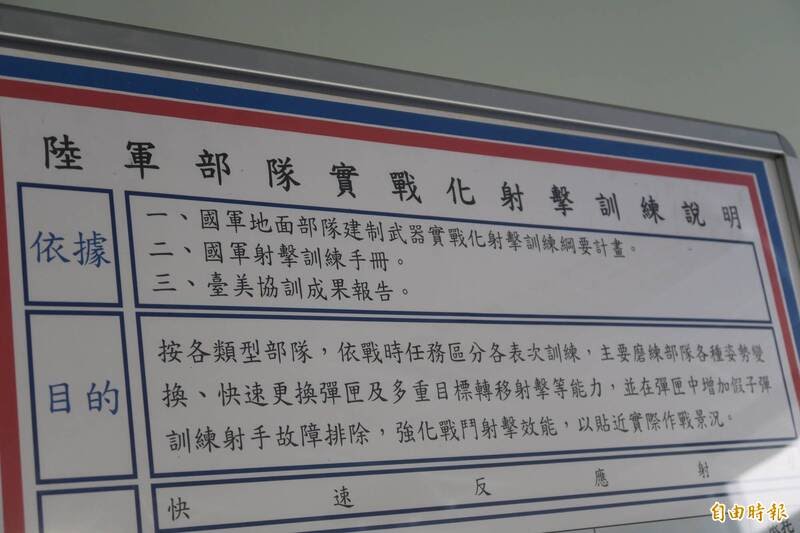 陸軍部隊實戰化射擊訓練說明
依據
一、國軍地面部隊建制武器實戰化射擊訓練綱要計畫。
二、國軍射擊訓練手冊。
三、臺美協訓成果報告。
目的
按各類型部隊，依戰時任務區分各表次訓練，主要磨練部隊各種姿勢變
換、快速更換彈匣及多重目標轉移射擊等能力，並在彈匣中增加假子彈
訓練射手故障排除，強化戰鬥射擊效能，以貼近實際作戰景況。
快速反應射
自由時報